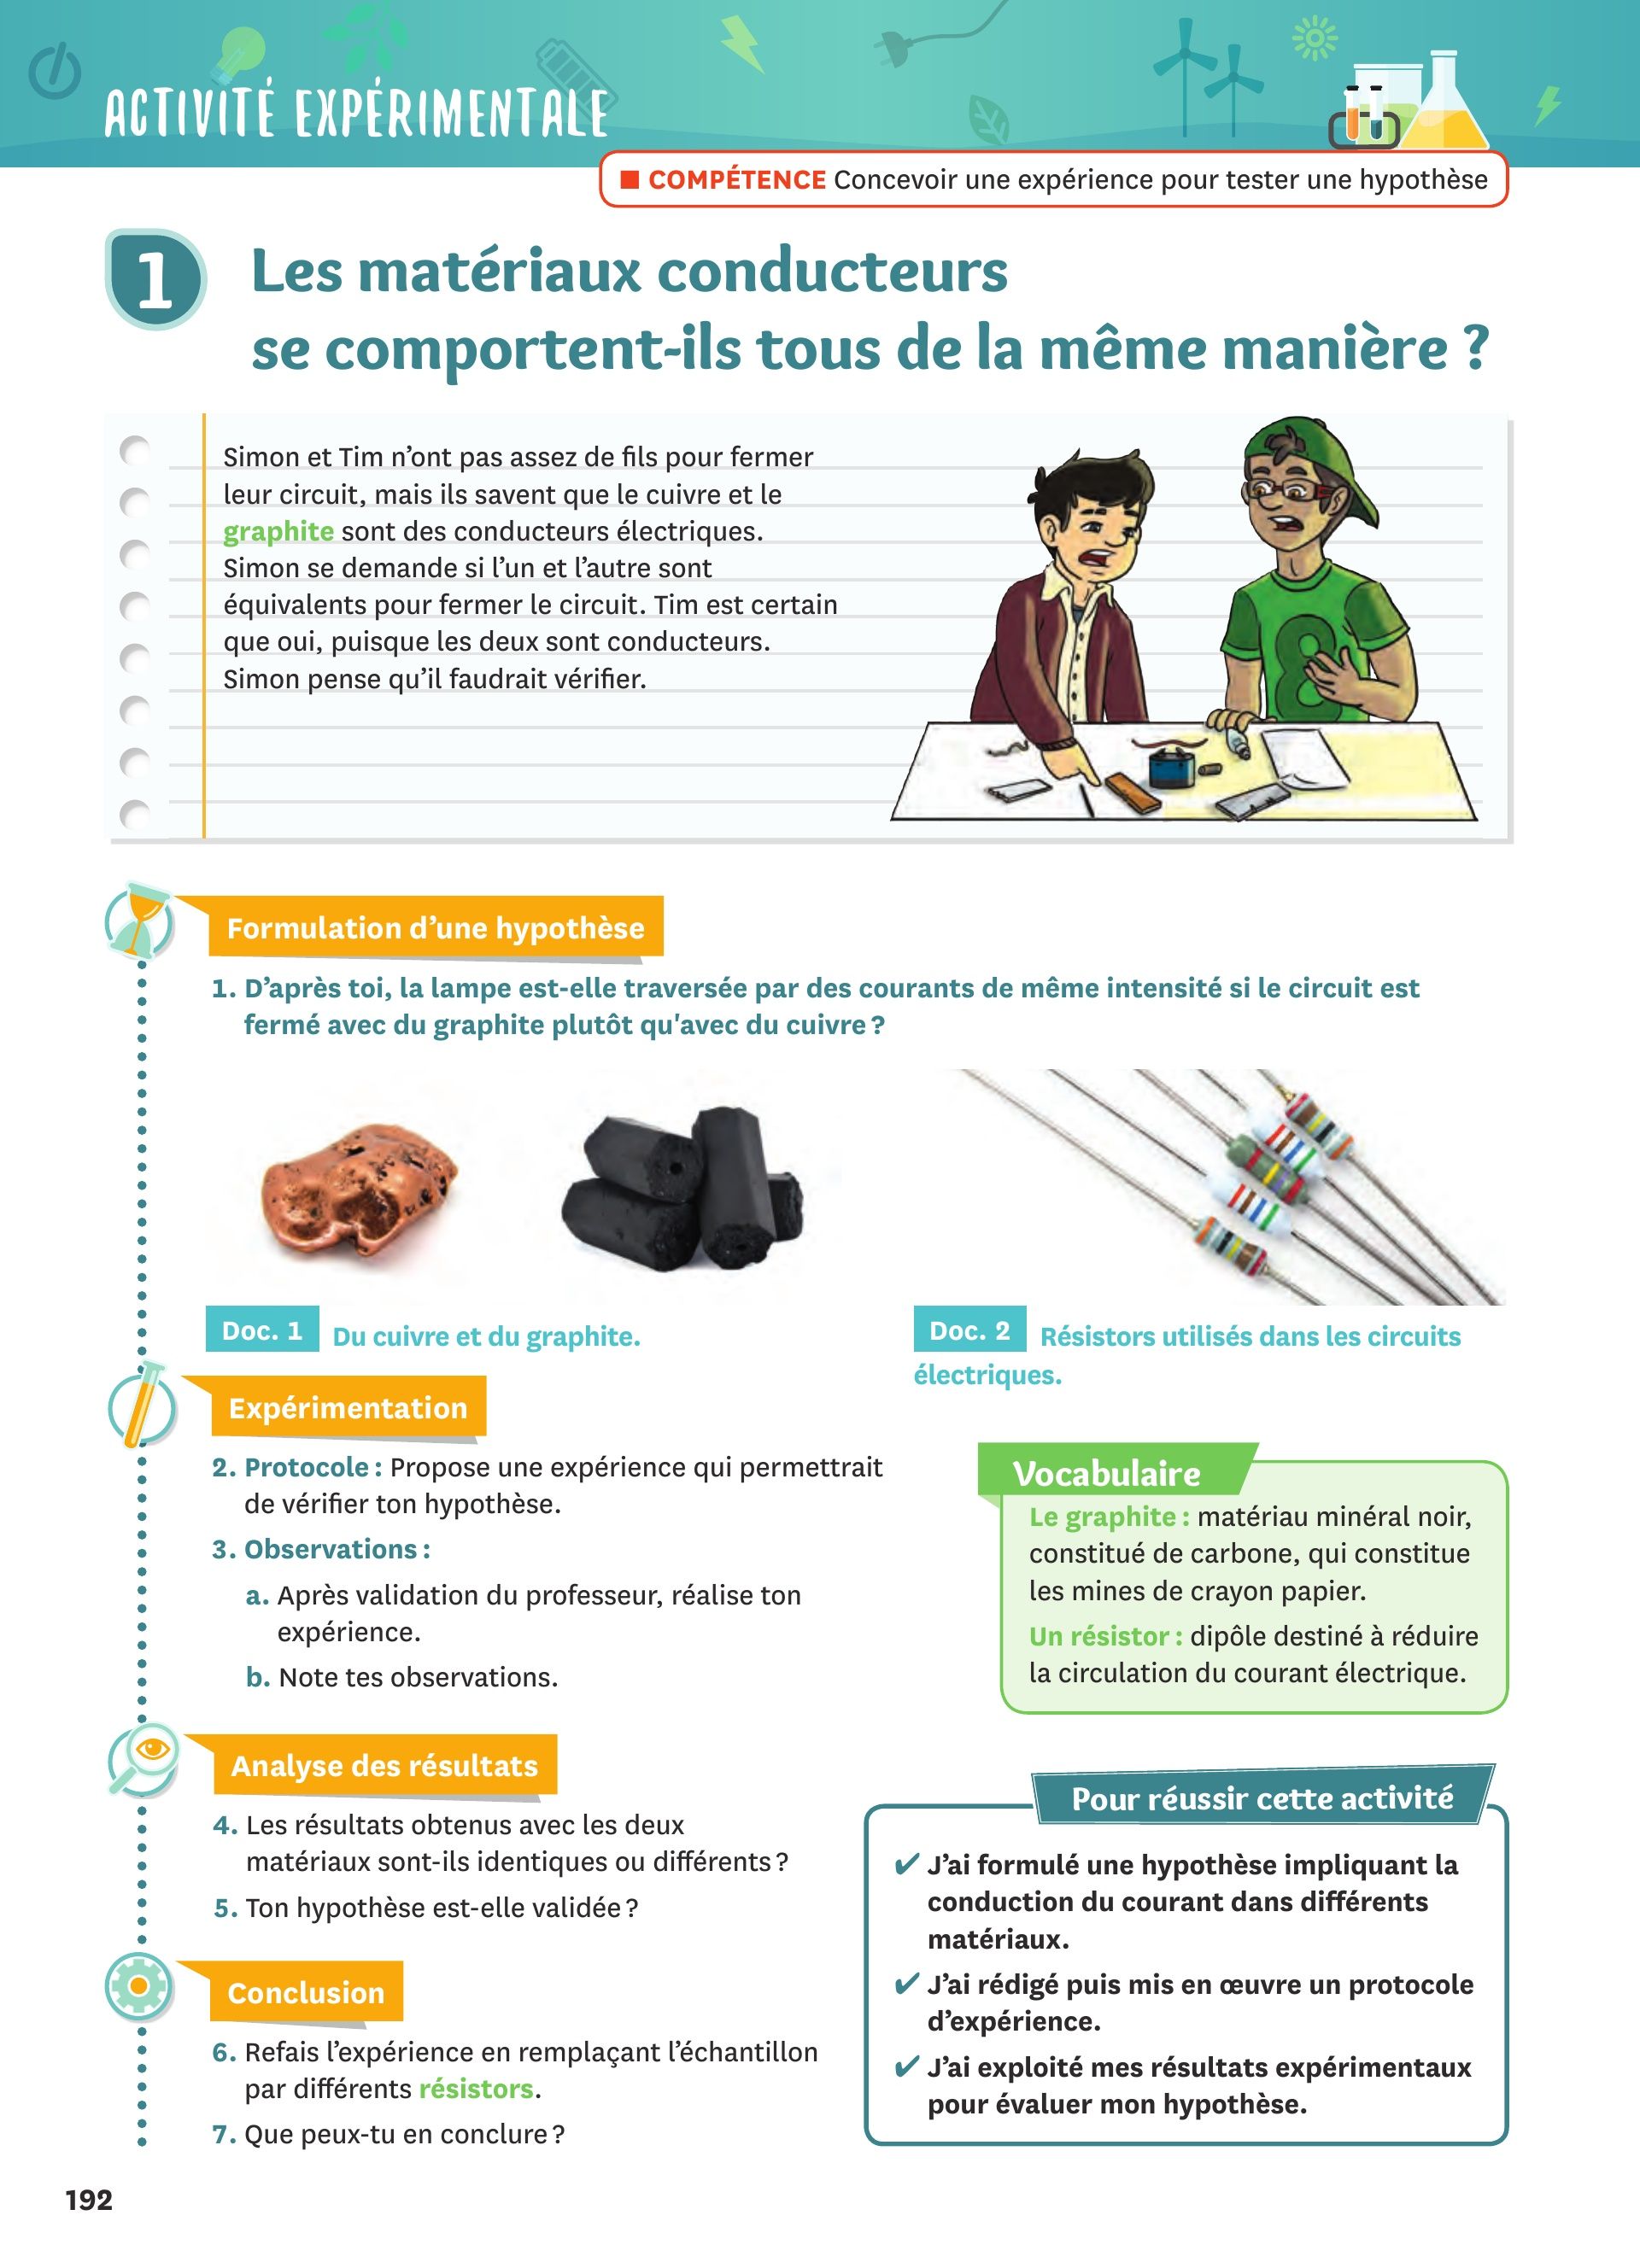 ACTIVITÉ EXPÉRIMENTALE
■ COMPÉTENCE Concevoir une expérience pour tester une hypothèse
1
Les matériaux conducteurs
se comportent-ils tous de la même manière ?
Simon et Tim n’ont pas assez de fils pour fermer
leur circuit, mais ils savent que le cuivre et le
graphite sont des conducteurs électriques.
Simon se demande si l’un et l’autre sont
équivalents pour fermer le circuit. Tim est certain
que oui, puisque les deux sont conducteurs.
Simon pense qu’il faudrait vérifier.
8
Formulation d’une hypothèse
1. D’après toi, la lampe est-elle traversée par des courants de même intensité si le circuit est
fermé avec du graphite plutôt qu'avec du cuivre ?
Doc. 1 Du cuivre et du graphite.
Doc. 2 Résistors utilisés dans les circuits
électriques.
Expérimentation
2. Protocole : Propose une expérience qui permettrait
de vérifier ton hypothèse.
3. Observations :
a. Après validation du professeur, réalise ton
expérience.
b. Note tes observations.
Vocabulaire
Le graphite : matériau minéral noir,
constitué de carbone, qui constitue
les mines de crayon papier.
Un résistor : dipôle destiné à réduire
la circulation du courant électrique.
Analyse des résultats
4. Les résultats obtenus avec les deux
matériaux sont-ils identiques ou différents ?
5. Ton hypothèse est-elle validée ?
Conclusion
6. Refais l’expérience en remplaçant l’échantillon
par différents résistors.
7. Que peux-tu en conclure ?
Pour réussir cette activité
✔ J’ai formulé une hypothèse impliquant la
conduction du courant dans différents
matériaux.
✔ J’ai rédigé puis mis en œuvre un protocole
d’expérience.
✔ J’ai exploité mes résultats expérimentaux
pour évaluer mon hypothèse.
192